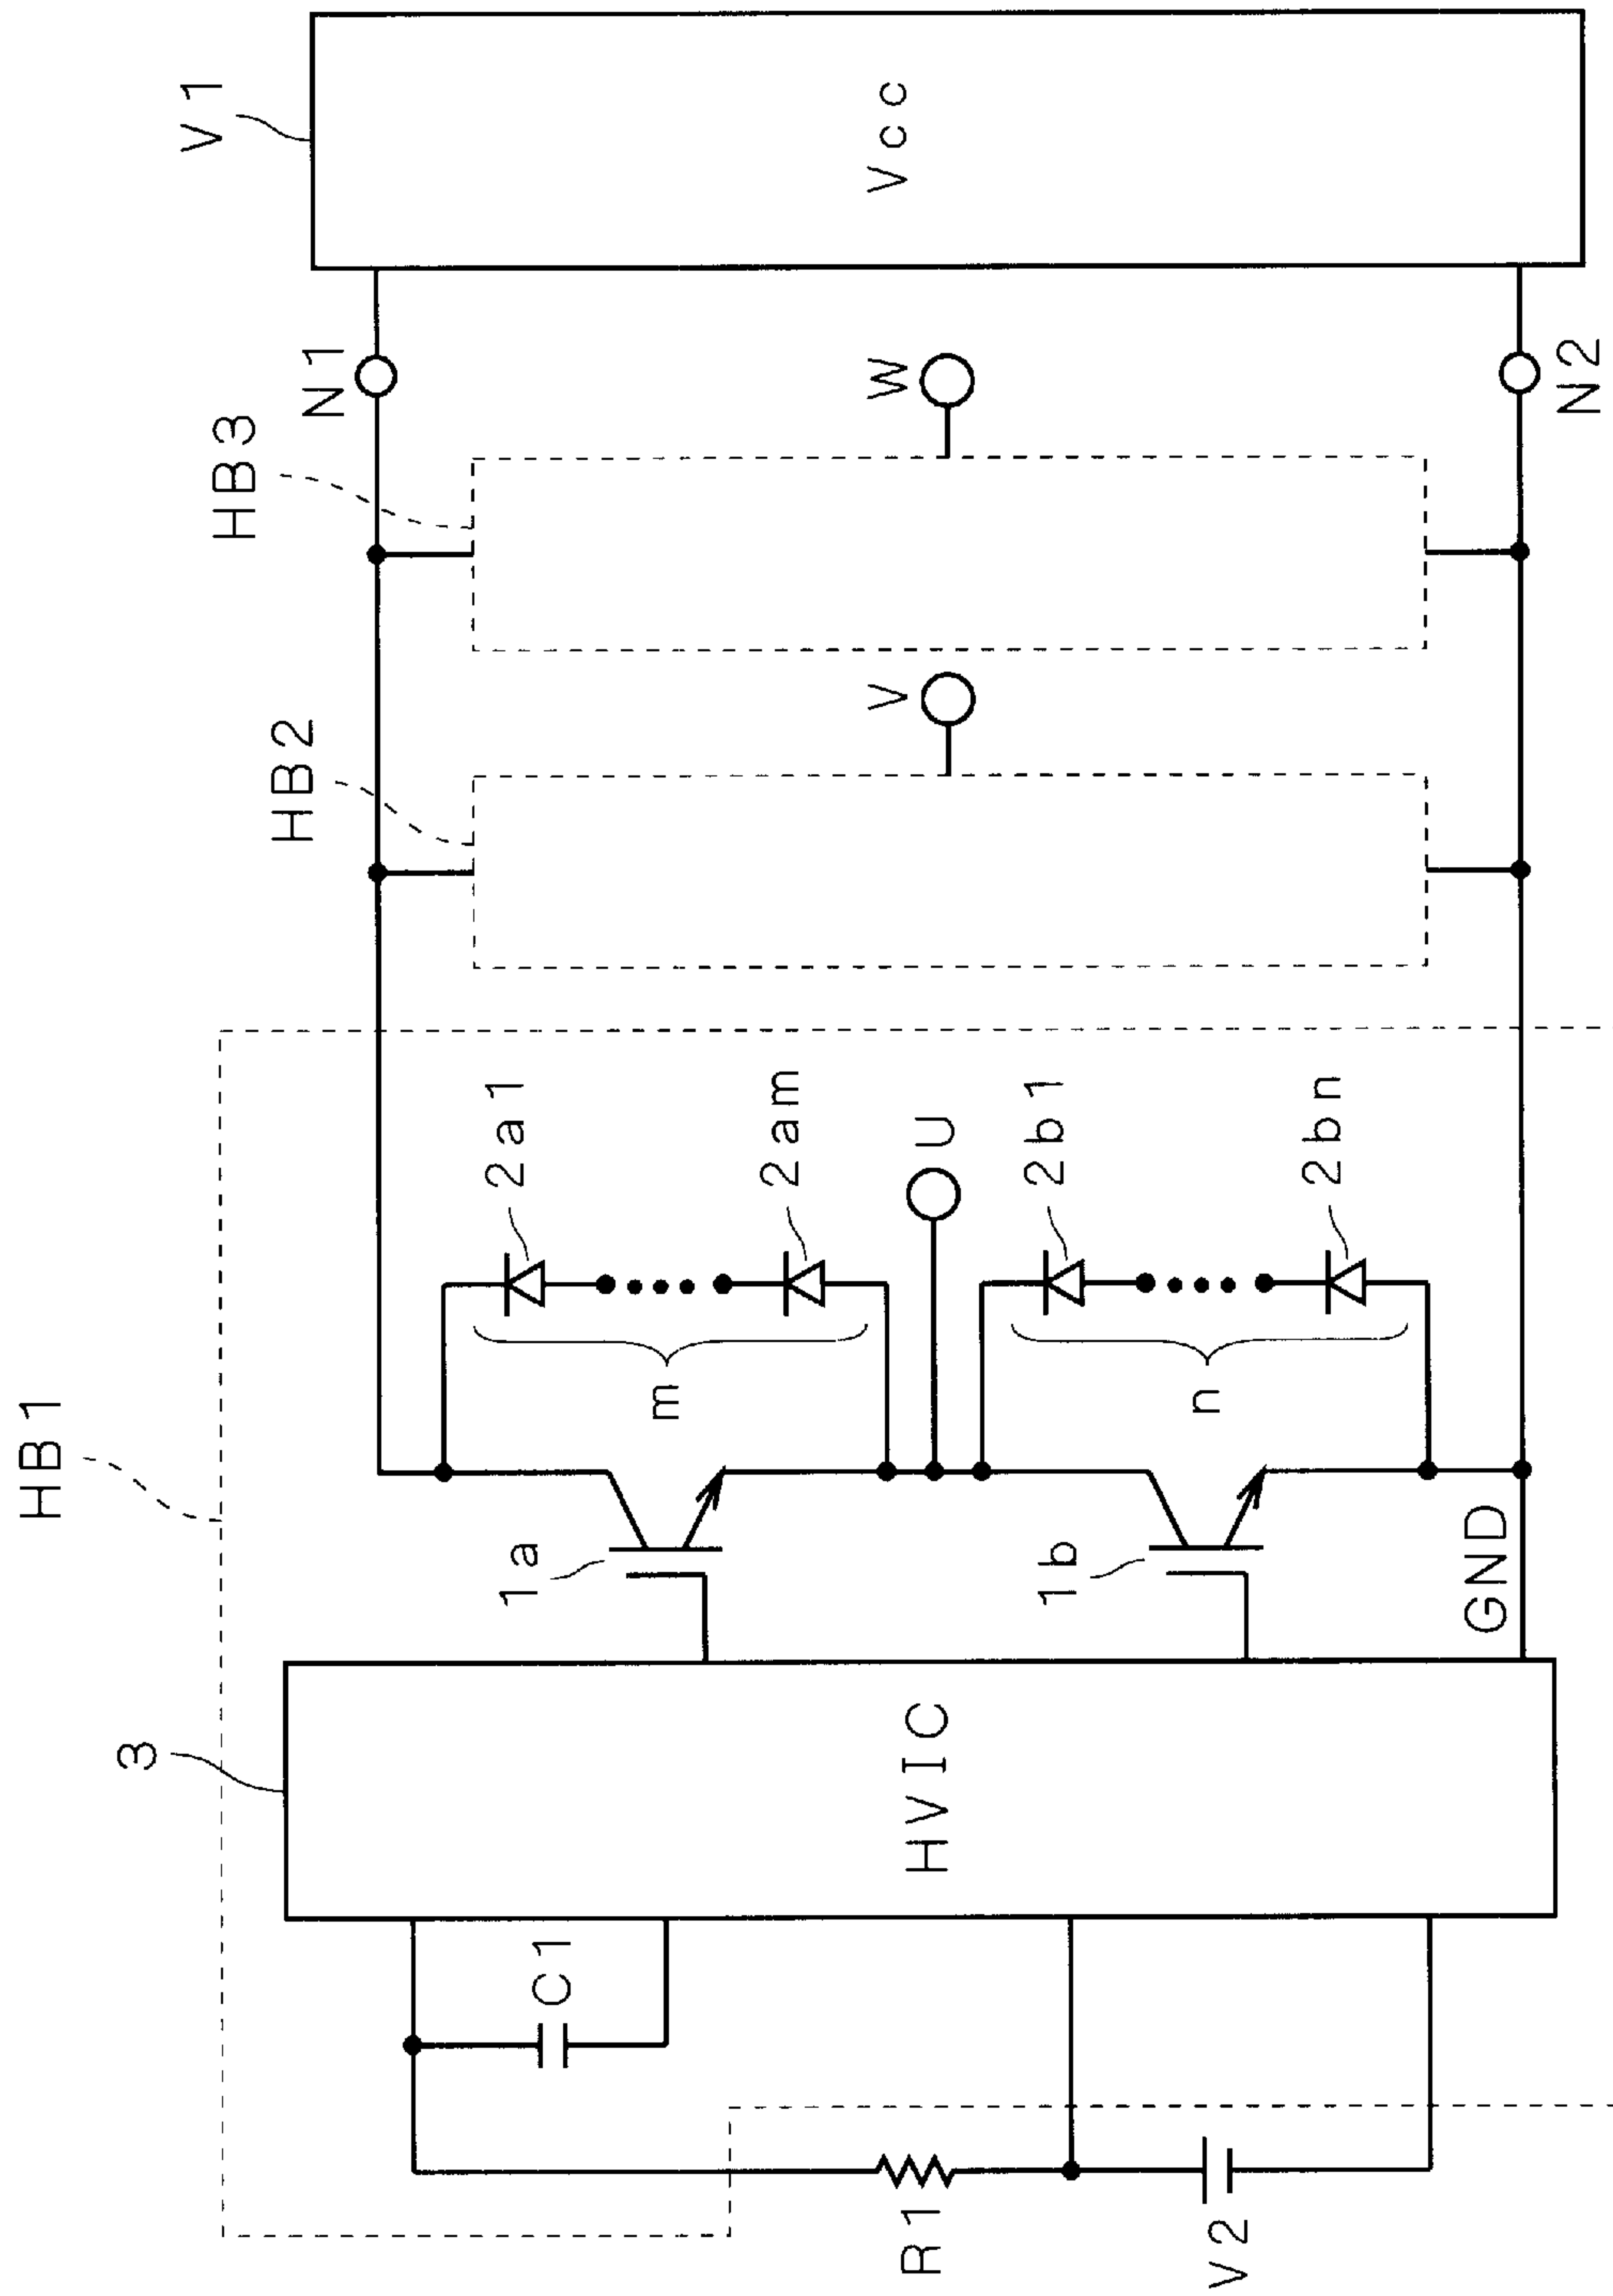 HB1
HB2
HB3
V1
N1
3
C1
1a
2a1
m
2am
HVIC
U
V
W
Vcc
R1
1b
2b1
n
2bn
V2
GND
N2